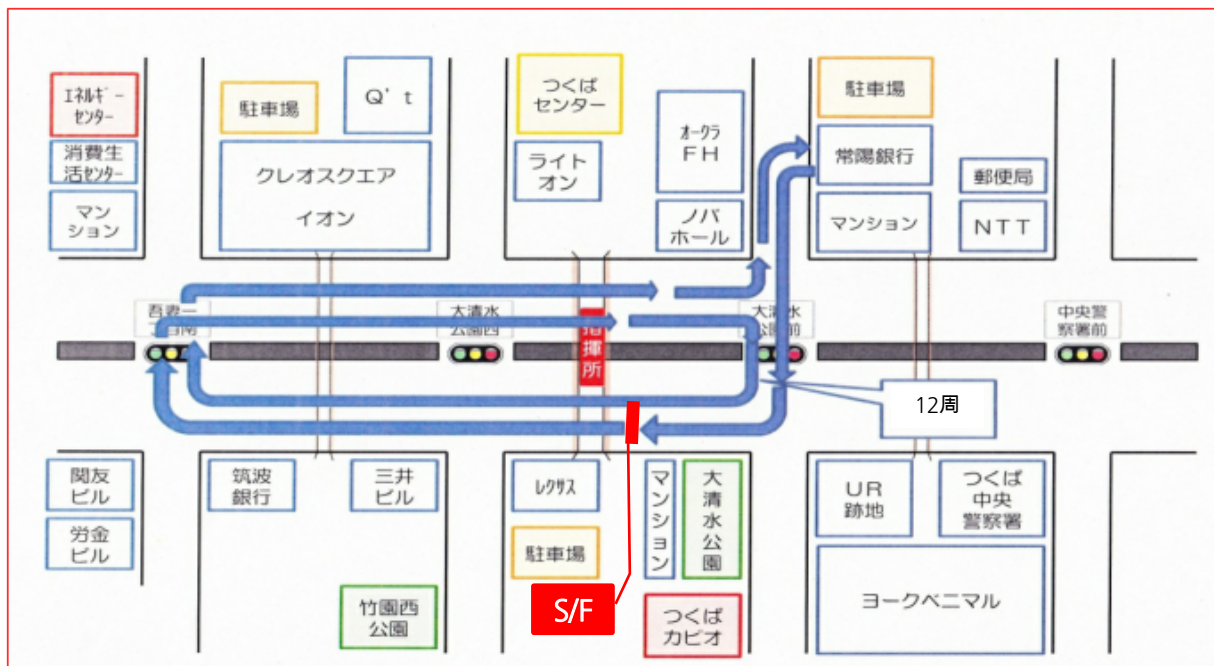 エネルギー
センター
消費生
活センター
マン
ション
駐車場
Q't
クレオスクエア
イオン
つくば
センター
ライト
オン
オークラ
FH
ノバ
ホール
駐車場
常陽銀行
マンション
郵便局
NTT
吾妻一
丁目南
大清水
公園西
指揮所
大清水
公園前
中央警
察署前
12周
関友
ビル
労金
ビル
筑波
銀行
三井
ビル
竹園西
公園
レクサス
駐車場
S/F
マンション
大清水公園
つくば
カピオ
UR
跡地
つくば
中央
警察署
ヨークベニマル